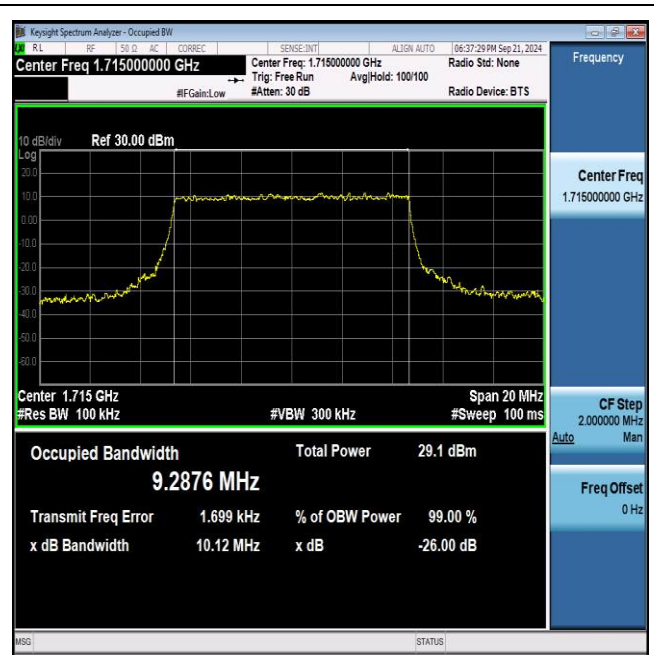 Keysight Spectrum Analyzer - Occupied BW
LXI RL RF 50 Ω AC CORREC SENSE:INT ALIGN AUTO 06:37:29 PM Sep 21, 2024
Center Freq 1.715000000 GHz
Center Freq: 1.715000000 GHz
Radio Std: None
Trig: Free Run Avg|Hold: 100/100
#IFGain:Low #Atten: 30 dB Radio Device: BTS
Frequency
10 dB/div Ref 30.00 dBm
Log
20.0
10.0
0.00
-10.0
-20.0
-30.0
-40.0
-50.0
-60.0
Center 1.715 GHz Span 20 MHz
#Res BW 100 kHz #VBW 300 kHz #Sweep 100 ms
Center Freq
1.715000000 GHz
CF Step
2.000000 MHz
Auto Man
Freq Offset
0 Hz
Occupied Bandwidth Total Power 29.1 dBm
9.2876 MHz
Transmit Freq Error 1.699 kHz % of OBW Power 99.00 %
x dB Bandwidth 10.12 MHz x dB -26.00 dB
MSG STATUS